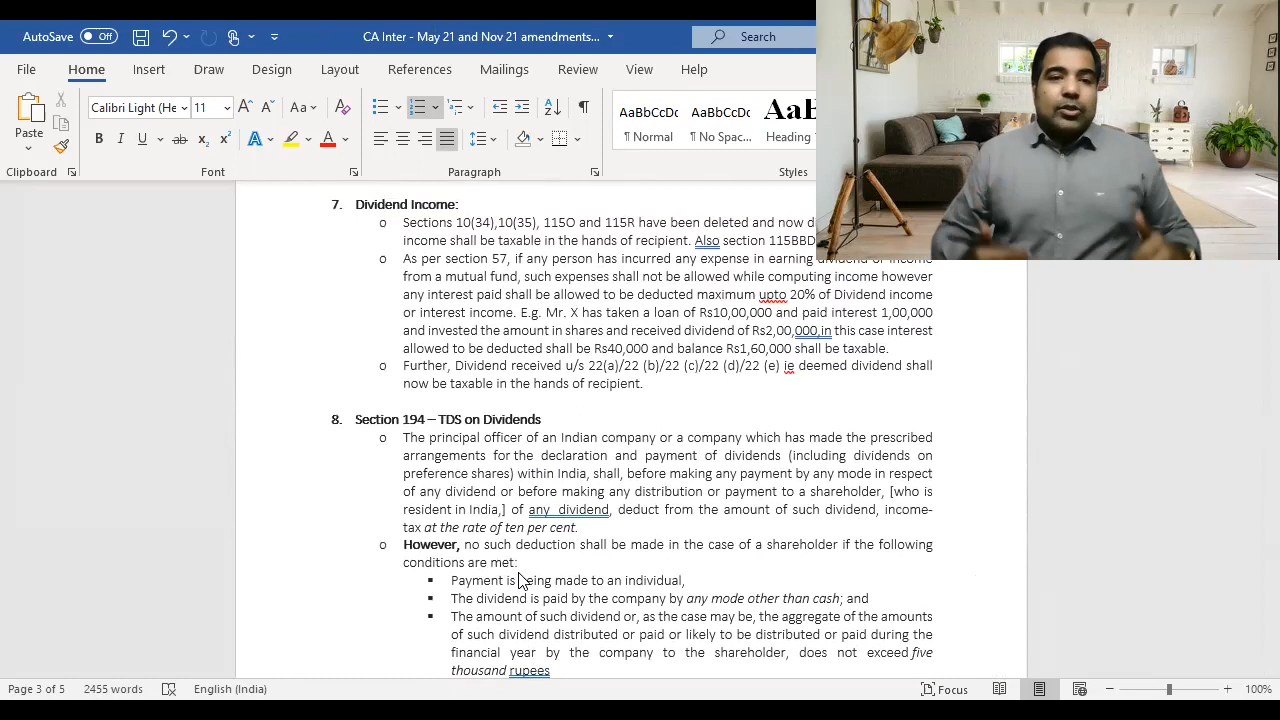 AutoSave Off CA Inter - May 21 and Nov 21 amendments... Search
File Home Insert Draw Design Layout References Mailings Review View Help
Paste
Calibri Light (He 11
AaBbCcDc AaBbCcDc AaB
¶ Normal ¶ No Spac... Heading
Clipboard Font Paragraph Styles
7. Dividend Income:
o Sections 10(34),10(35), 115O and 115R have been deleted and now
income shall be taxable in the hands of recipient. Also section 115BBD
o As per section 57, if any person has incurred any expense in earning dividend or income
from a mutual fund, such expenses shall not be allowed while computing income however
any interest paid shall be allowed to be deducted maximum upto 20% of Dividend income
or interest income. E.g. Mr. X has taken a loan of Rs10,00,000 and paid interest 1,00,000
and invested the amount in shares and received dividend of Rs2,00,000,in this case interest
allowed to be deducted shall be Rs40,000 and balance Rs1,60,000 shall be taxable.
o Further, Dividend received u/s 22(a)/22 (b)/22 (c)/22 (d)/22 (e) ie deemed dividend shall
now be taxable in the hands of recipient.
8. Section 194 – TDS on Dividends
o The principal officer of an Indian company or a company which has made the prescribed
arrangements for the declaration and payment of dividends (including dividends on
preference shares) within India, shall, before making any payment by any mode in respect
of any dividend or before making any distribution or payment to a shareholder, [who is
resident in India,] of any dividend, deduct from the amount of such dividend, income-
tax at the rate of ten per cent.
o However, no such deduction shall be made in the case of a shareholder if the following
conditions are met:
▪ Payment is being made to an individual,
▪ The dividend is paid by the company by any mode other than cash; and
▪ The amount of such dividend or, as the case may be, the aggregate of the amounts
of such dividend distributed or paid or likely to be distributed or paid during the
financial year by the company to the shareholder, does not exceed five
thousand rupees
Page 3 of 5 2455 words English (India) Focus 100%